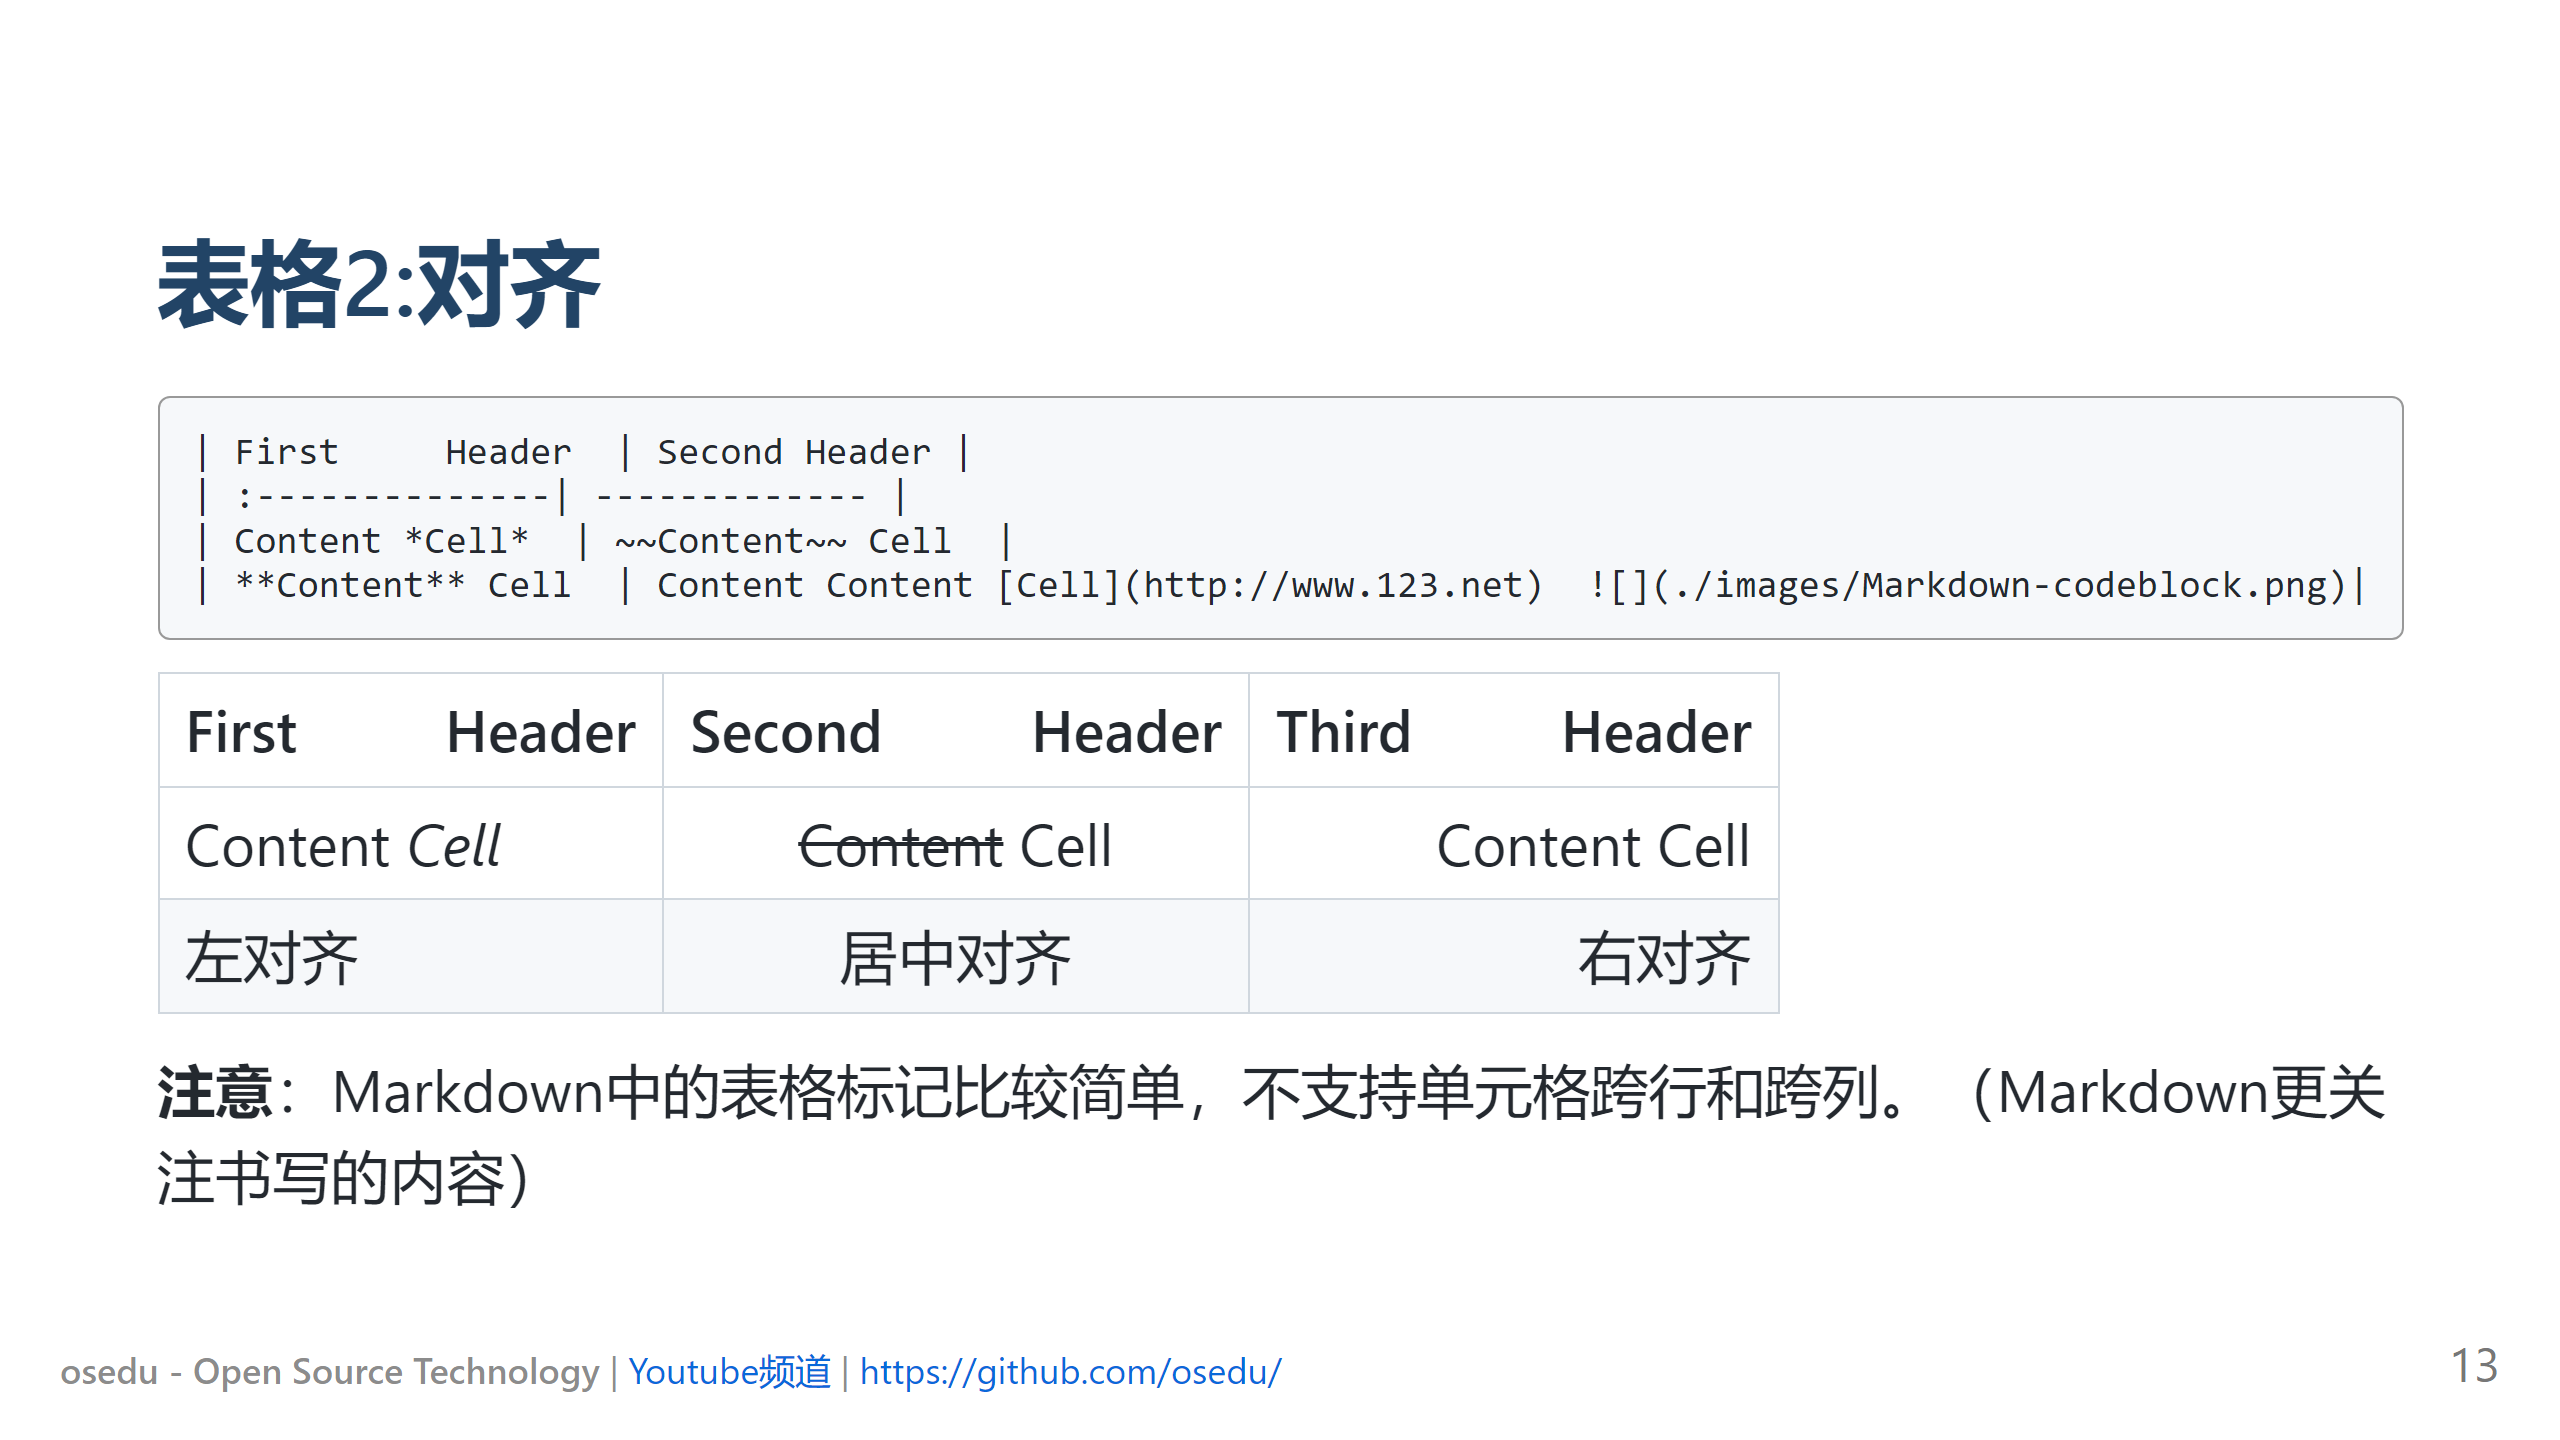 表格2:对齐
| First     Header  | Second Header |
| :--------------| ------------- |
| Content *Cell*  | ~~Content~~ Cell  |
| **Content** Cell  | Content Content [Cell](http://www.123.net)  ![](./images/Markdown-codeblock.png)|
First Header Second Header Third Header
Content Cell Content Cell Content Cell
左对齐 居中对齐 右对齐
注意：Markdown中的表格标记比较简单，不支持单元格跨行和跨列。（Markdown更关
注书写的内容）
osedu - Open Source Technology | Youtube频道 | https://github.com/osedu/
13